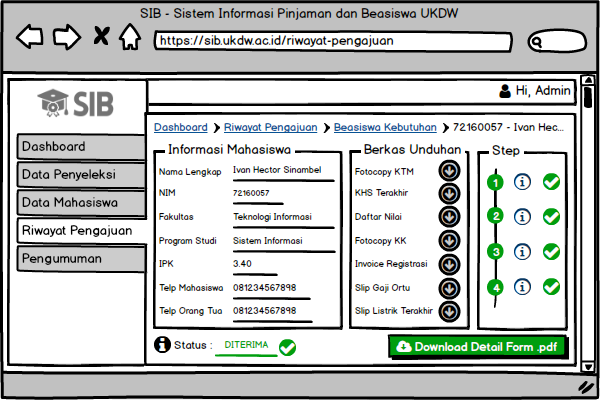 SIB - Sistem Informasi Pinjaman dan Beasiswa UKDW
https://sib.ukdw.ac.id/riwayat-pengajuan
SIB
Hi, Admin
Dashboard
Data Penyeleksi
Data Mahasiswa
Riwayat Pengajuan
Pengumuman
Dashboard > Riwayat Pengajuan > Beasiswa Kebutuhan > 72160057 - Ivan Hec...
Informasi Mahasiswa
Nama Lengkap Ivan Hector Sinambel
NIM 72160057
Fakultas Teknologi Informasi
Program Studi Sistem Informasi
IPK 3.40
Telp Mahasiswa 081234567898
Telp Orang Tua 081234567898
Berkas Unduhan
Fotocopy KTM
KHS Terakhir
Daftar Nilai
Fotocopy KK
Invoice Registrasi
Slip Gaji Ortu
Slip Listrik Terakhir
Step
1
2
3
4
Status : DITERIMA
Download Detail Form .pdf